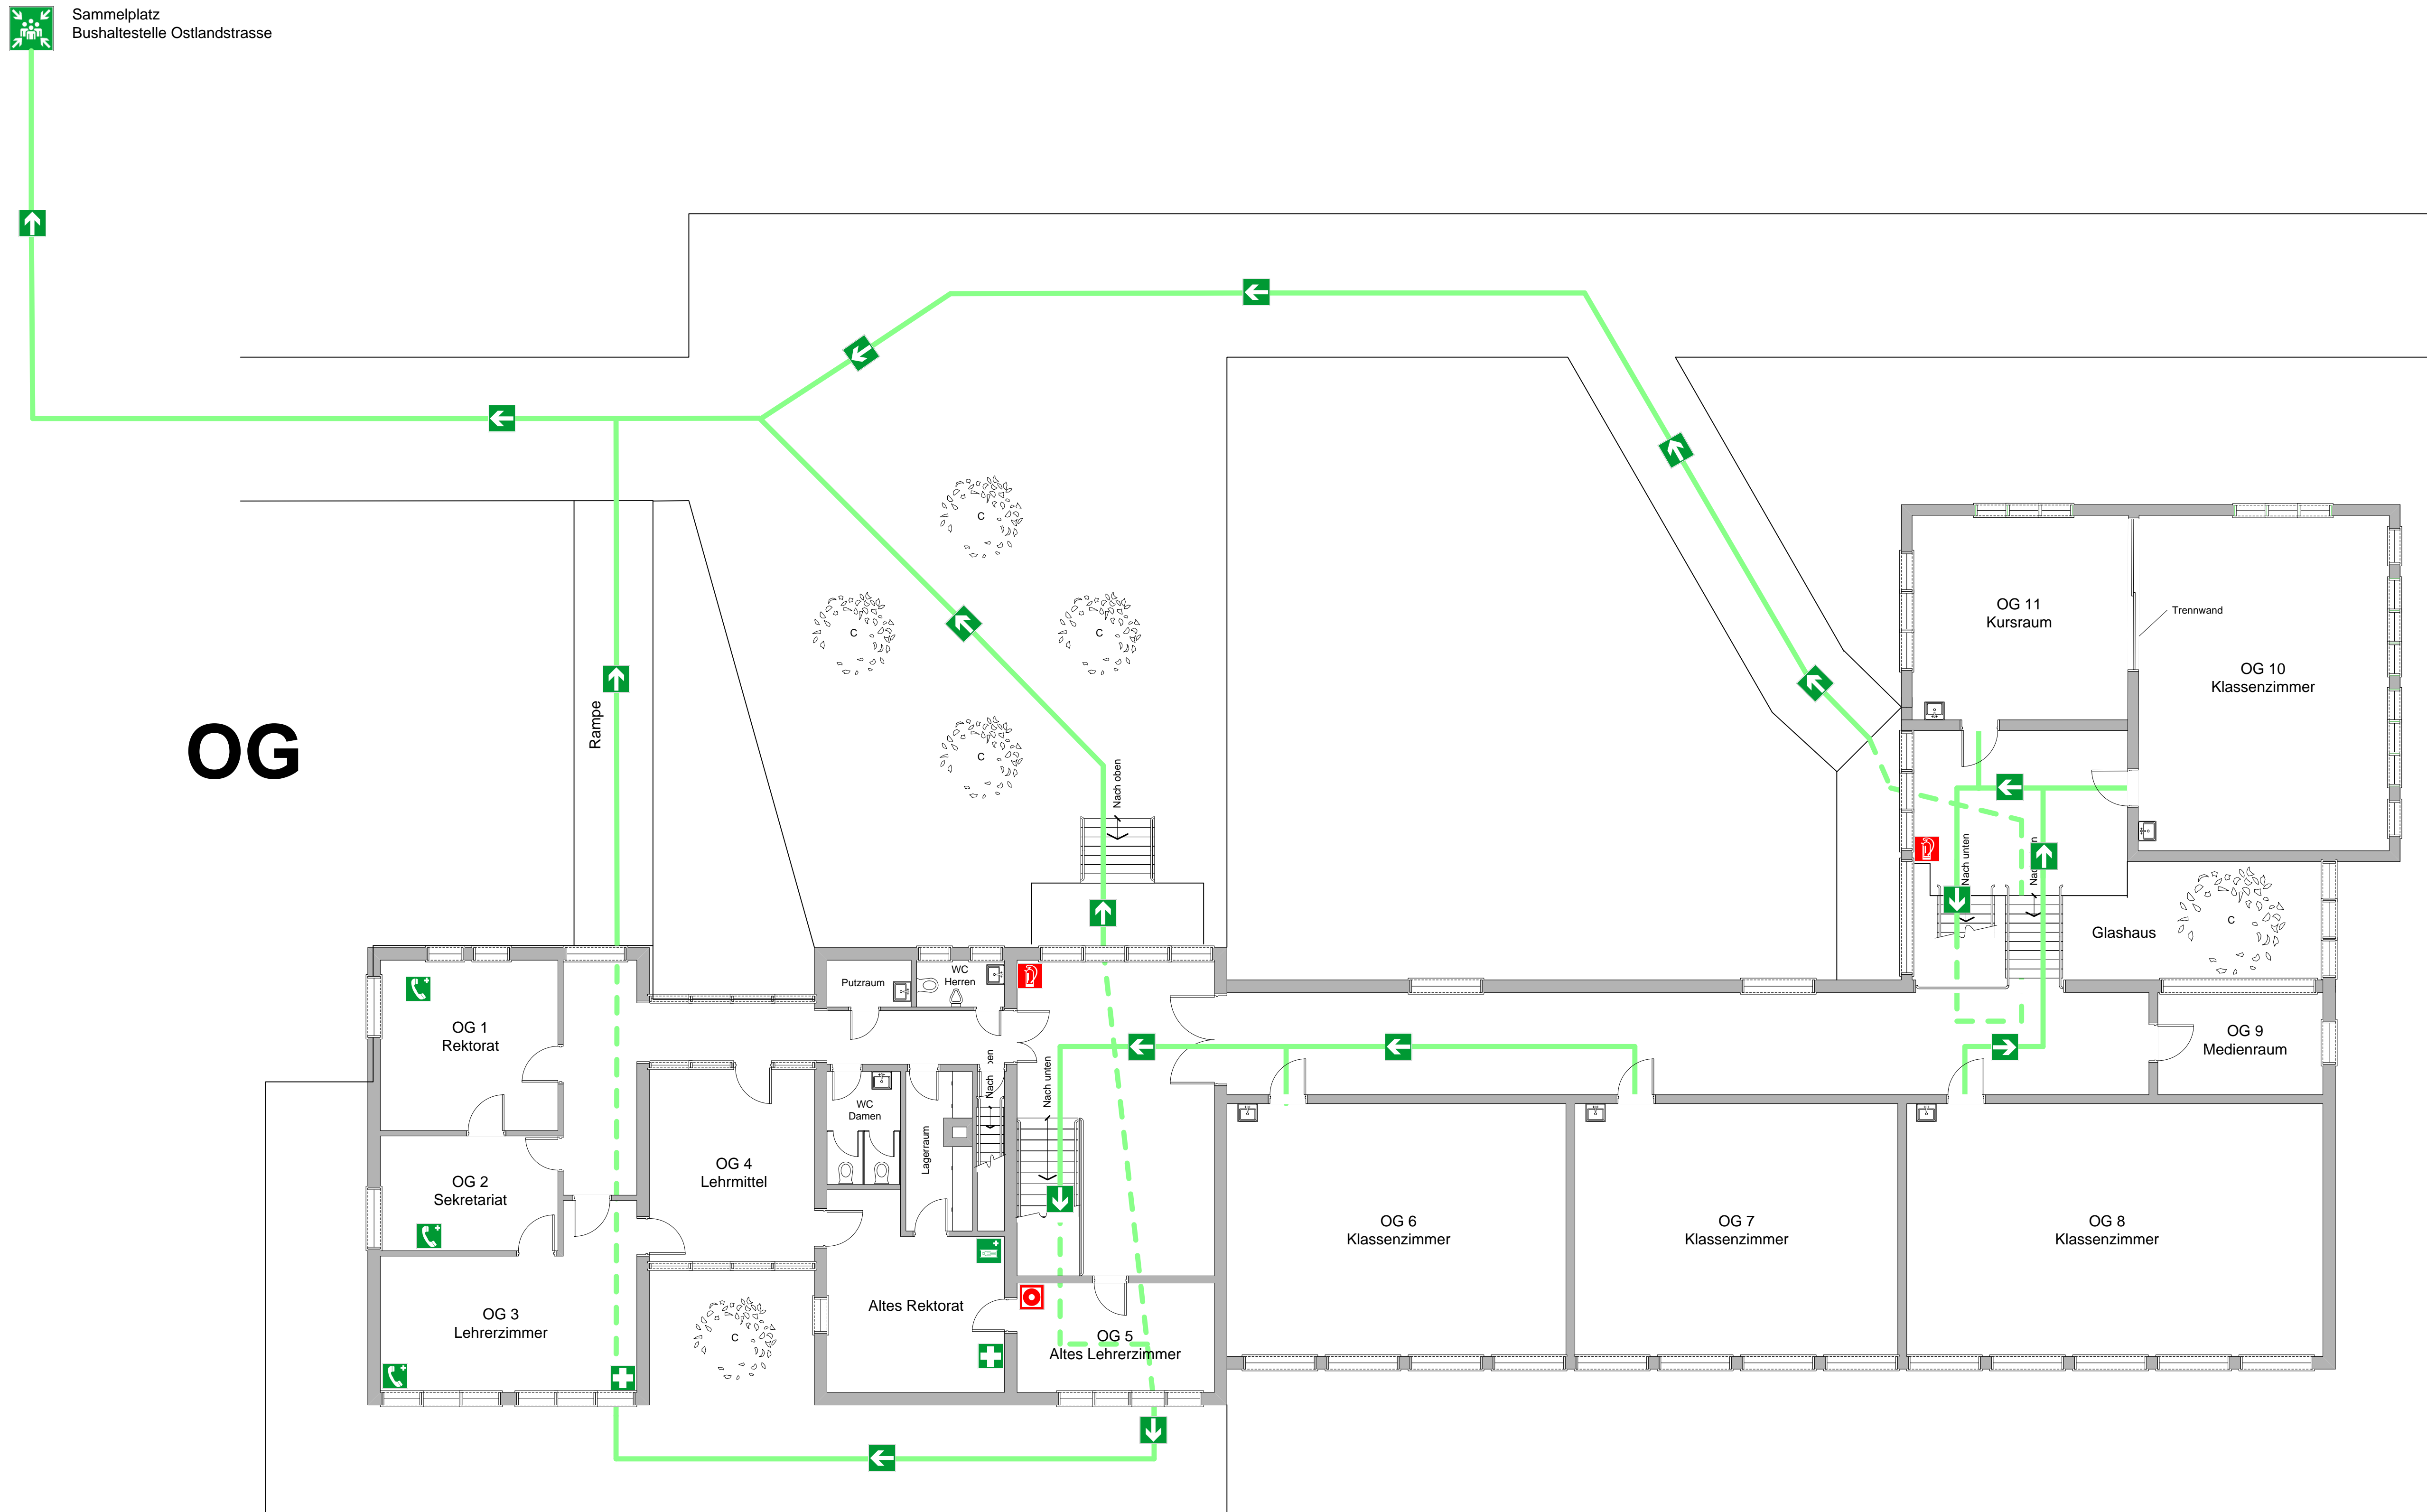 Sammelplatz
Bushaltestelle Ostlandstrasse
OG
Rampe
C
C
C
C
Nach oben
OG 11
Kursraum
Trennwand
OG 10
Klassenzimmer
Nach unten
Glashaus
C
OG 1
Rektorat
Putzraum
WC
Herren
OG 9
Medienraum
OG 2
Sekretariat
OG 4
Lehrmittel
WC
Damen
Lagerraum
Nach
Nach unten
OG 6
Klassenzimmer
OG 7
Klassenzimmer
OG 8
Klassenzimmer
OG 3
Lehrerzimmer
C
Altes Rektorat
OG 5
Altes Lehrerzimmer